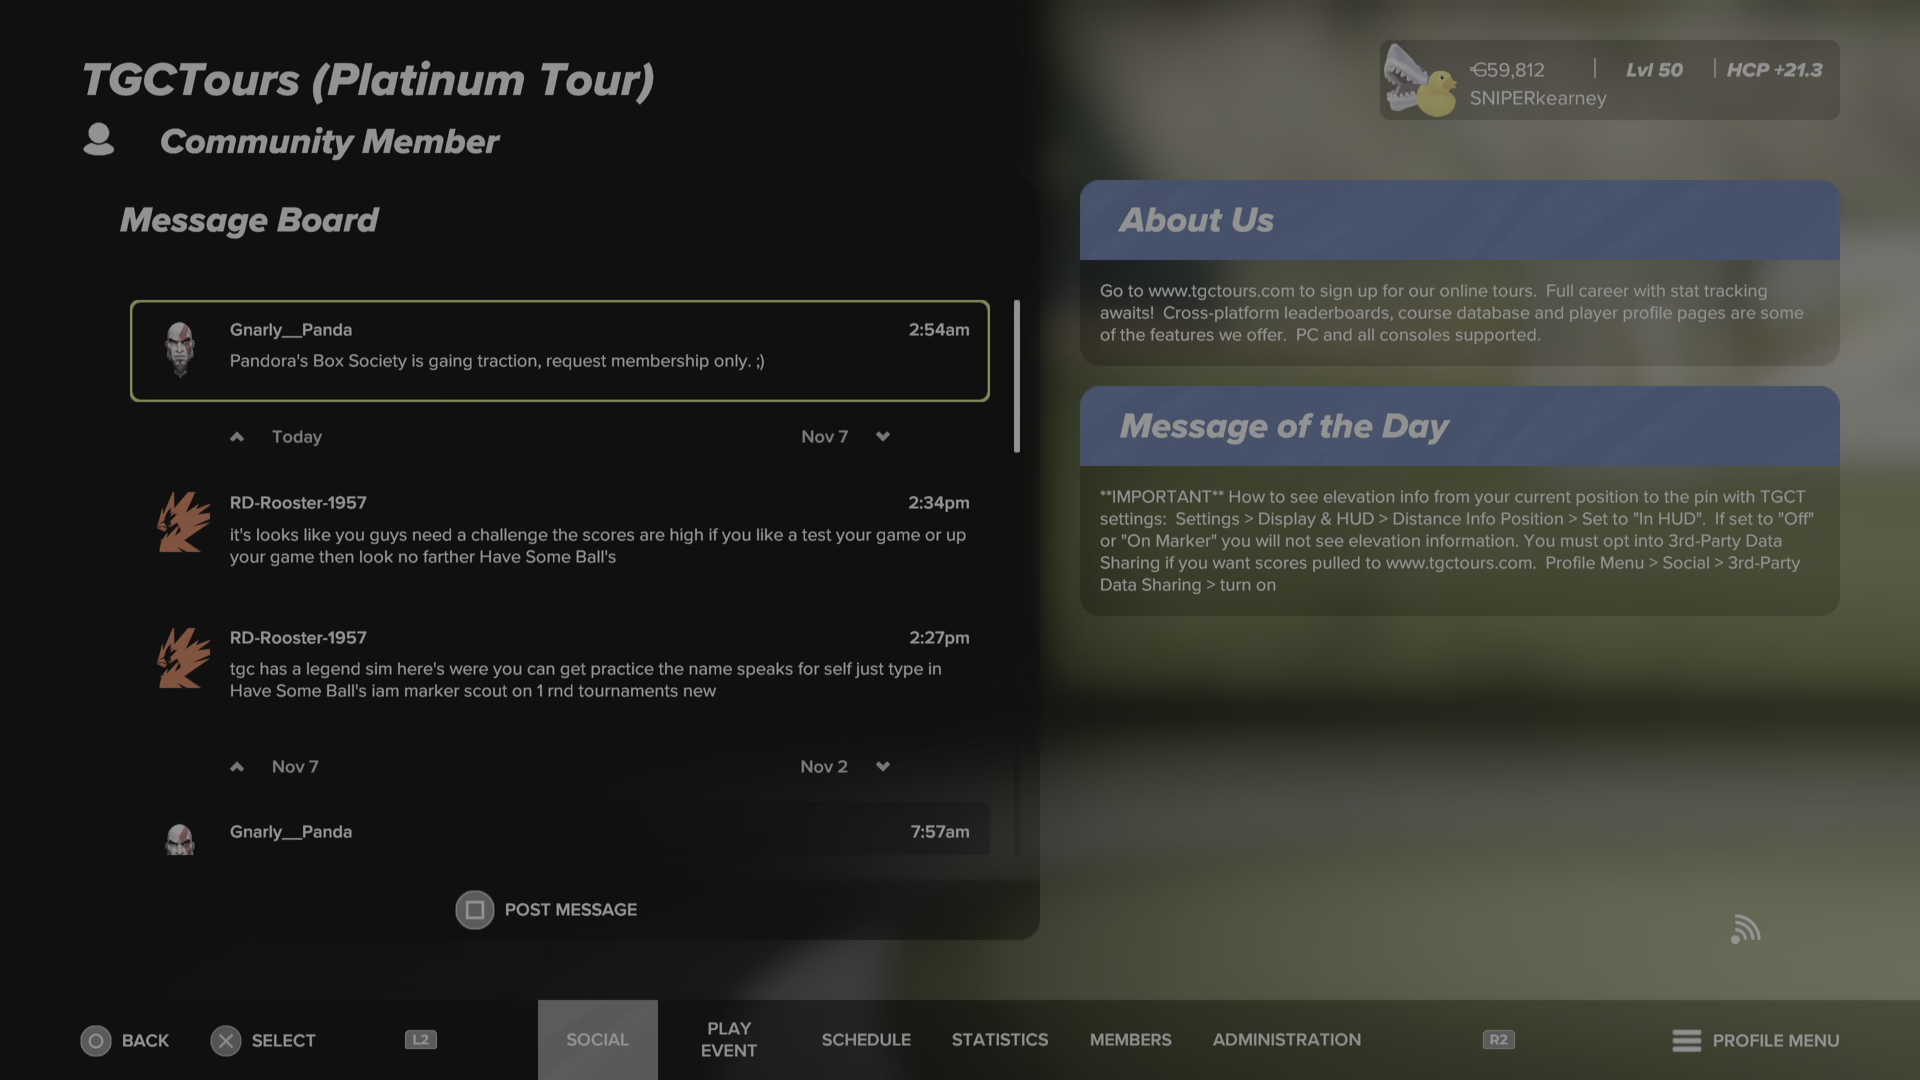 TGCTours (Platinum Tour)
Community Member
Message Board
Gnarly__Panda 2:54am
Pandora's Box Society is gaing traction, request membership only. ;)
Today Nov 7
RD-Rooster-1957 2:34pm
it's looks like you guys need a challenge the scores are high if you like a test your game or up
your game then look no farther Have Some Ball's
RD-Rooster-1957 2:27pm
tgc has a legend sim here's were you can get practice the name speaks for self just type in
Have Some Ball's iam marker scout on 1 rnd tournaments new
Nov 7 Nov 2
Gnarly__Panda 7:57am
POST MESSAGE
G59,812 | Lvl 50 | HCP +21.3
SNIPERkearney
About Us
Go to www.tgctours.com to sign up for our online tours. Full career with stat tracking
awaits! Cross-platform leaderboards, course database and player profile pages are some
of the features we offer. PC and all consoles supported.
Message of the Day
**IMPORTANT** How to see elevation info from your current position to the pin with TGCT
settings: Settings > Display & HUD > Distance Info Position > Set to "In HUD". If set to "Off"
or "On Marker" you will not see elevation information. You must opt into 3rd-Party Data
Sharing if you want scores pulled to www.tgctours.com. Profile Menu > Social > 3rd-Party
Data Sharing > turn on
BACK SELECT L2 SOCIAL PLAY EVENT SCHEDULE STATISTICS MEMBERS ADMINISTRATION R2 PROFILE MENU